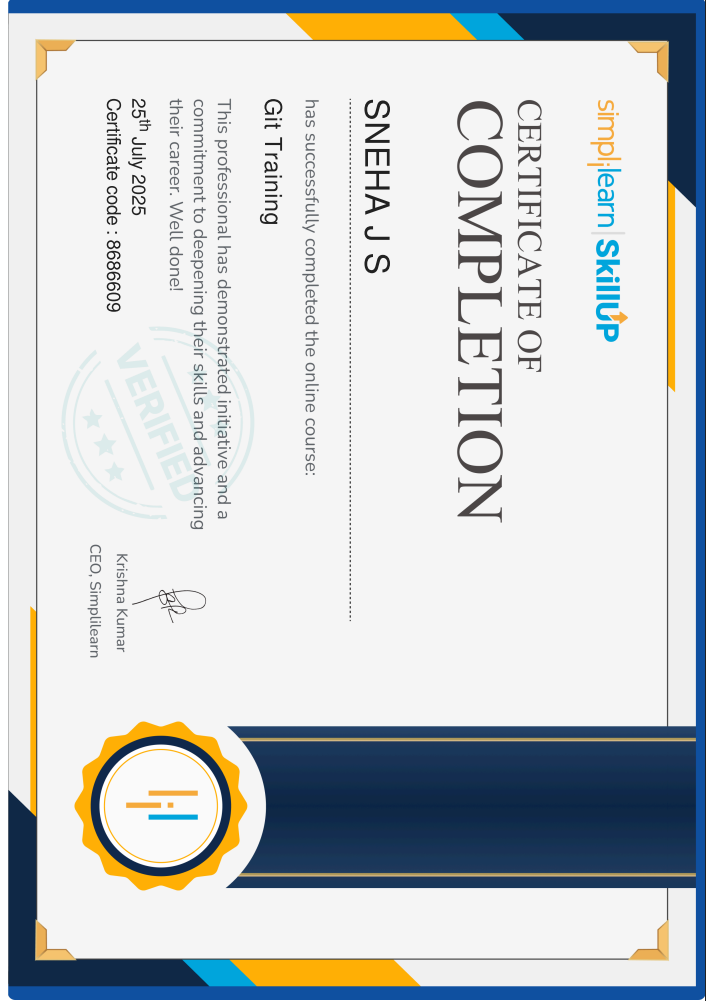 simplilearn | SkillUP
CERTIFICATE OF
COMPLETION
SNEHA J S
has successfully completed the online course:
Git Training
This professional has demonstrated initiative and a
commitment to deepening their skills and advancing
their career. Well done!
25th July 2025
Certificate code : 8686609
VERIFIED
Krishna Kumar
CEO, Simplilearn